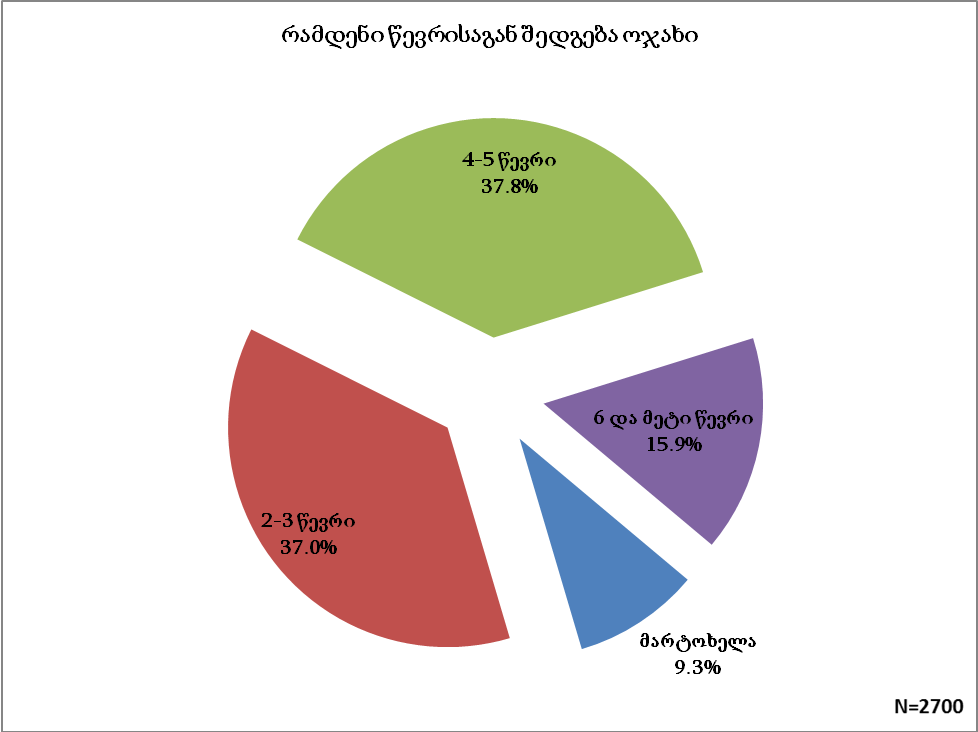 რამდენი წევრისაგან შედგება ოჯახი
4-5 წევრი
37.8%
6 და მეტი წევრი
15.9%
2-3 წევრი
37.0%
მარტოხელა
9.3%
N=2700